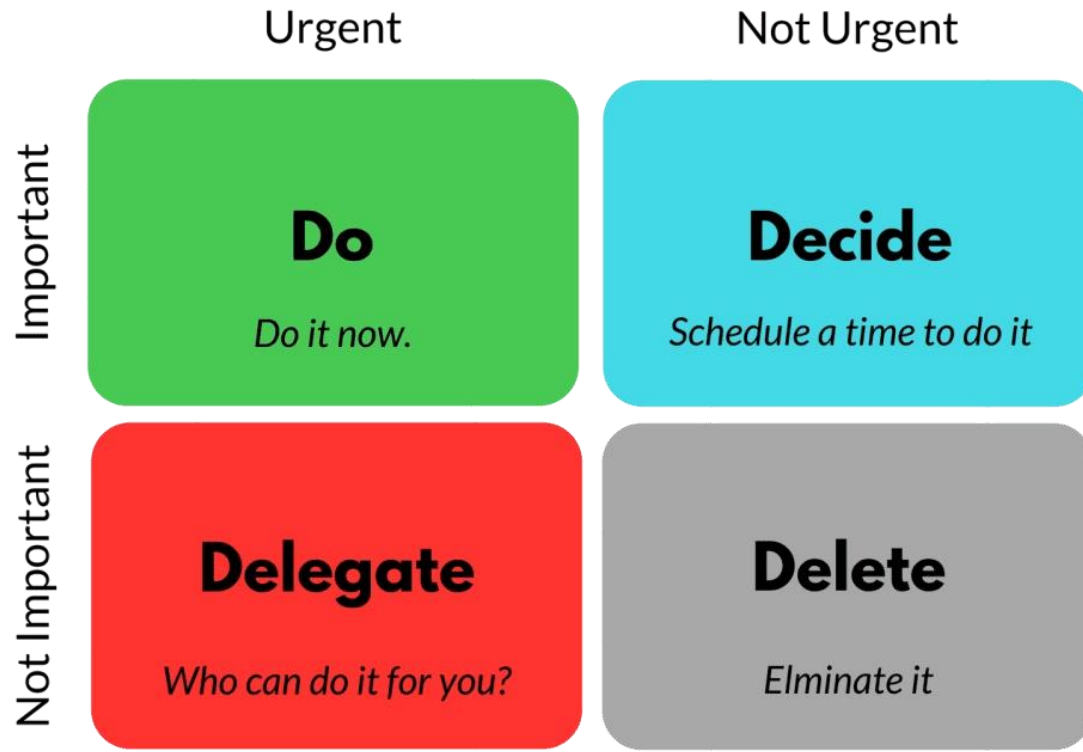 Urgent
Not Urgent
Important
Do
Do it now.
Decide
Schedule a time to do it
Not Important
Delegate
Who can do it for you?
Delete
Elminate it